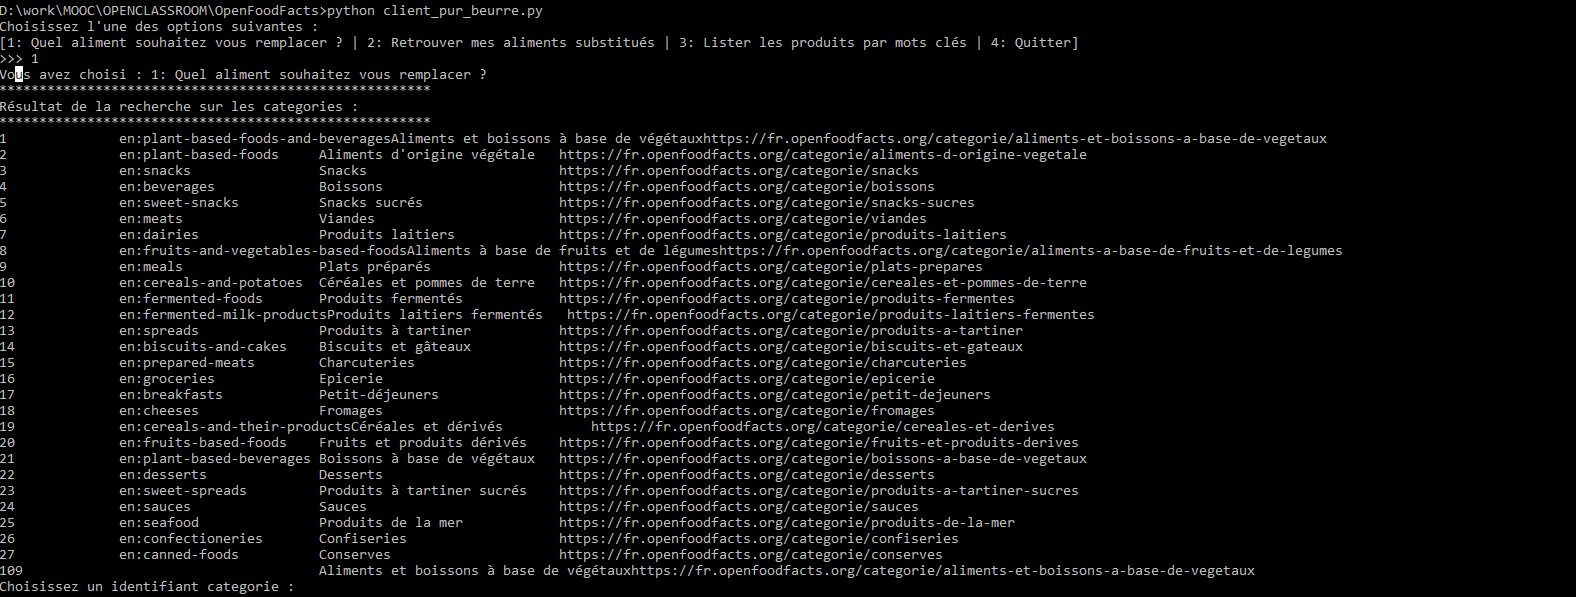 D:\work\MOOC\OPENCLASSROOM\OpenFoodFacts>python client_pur_beurre.py
Choisissez l'une des options suivantes :
[1: Quel aliment souhaitez vous remplacer ? | 2: Retrouver mes aliments substitués | 3: Lister les produits par mots clés | 4: Quitter]
>>> 1
Vous avez choisi : 1: Quel aliment souhaitez vous remplacer ?
******************************************************
Résultat de la recherche sur les categories :
******************************************************
1 en:plant-based-foods-and-beveragesAliments et boissons à base de végétauxhttps://fr.openfoodfacts.org/categorie/aliments-et-boissons-a-base-de-vegetaux
2 en:plant-based-foods Aliments d'origine végétale https://fr.openfoodfacts.org/categorie/aliments-d-origine-vegetale
3 en:snacks Snacks https://fr.openfoodfacts.org/categorie/snacks
4 en:beverages Boissons https://fr.openfoodfacts.org/categorie/boissons
5 en:sweet-snacks Snacks sucrés https://fr.openfoodfacts.org/categorie/snacks-sucres
6 en:meats Viandes https://fr.openfoodfacts.org/categorie/viandes
7 en:dairies Produits laitiers https://fr.openfoodfacts.org/categorie/produits-laitiers
8 en:fruits-and-vegetables-based-foodsAliments à base de fruits et de légumeshttps://fr.openfoodfacts.org/categorie/aliments-a-base-de-fruits-et-de-legumes
9 en:meals Plats préparés https://fr.openfoodfacts.org/categorie/plats-prepares
10 en:cereals-and-potatoes Céréales et pommes de terre https://fr.openfoodfacts.org/categorie/cereales-et-pommes-de-terre
11 en:fermented-foods Produits fermentés https://fr.openfoodfacts.org/categorie/produits-fermentes
12 en:fermented-milk-productsProduits laitiers fermentés https://fr.openfoodfacts.org/categorie/produits-laitiers-fermentes
13 en:spreads Produits à tartiner https://fr.openfoodfacts.org/categorie/produits-a-tartiner
14 en:biscuits-and-cakes Biscuits et gâteaux https://fr.openfoodfacts.org/categorie/biscuits-et-gateaux
15 en:prepared-meats Charcuteries https://fr.openfoodfacts.org/categorie/charcuteries
16 en:groceries Epicerie https://fr.openfoodfacts.org/categorie/epicerie
17 en:breakfasts Petit-déjeuners https://fr.openfoodfacts.org/categorie/petit-dejeuners
18 en:cheeses Fromages https://fr.openfoodfacts.org/categorie/fromages
19 en:cereals-and-their-productsCéréales et dérivés https://fr.openfoodfacts.org/categorie/cereales-et-derives
20 en:fruits-based-foods Fruits et produits dérivés https://fr.openfoodfacts.org/categorie/fruits-et-produits-derives
21 en:plant-based-beverages Boissons à base de végétaux https://fr.openfoodfacts.org/categorie/boissons-a-base-de-vegetaux
22 en:desserts Desserts https://fr.openfoodfacts.org/categorie/desserts
23 en:sweet-spreads Produits à tartiner sucrés https://fr.openfoodfacts.org/categorie/produits-a-tartiner-sucres
24 en:sauces Sauces https://fr.openfoodfacts.org/categorie/sauces
25 en:seafood Produits de la mer https://fr.openfoodfacts.org/categorie/produits-de-la-mer
26 en:confectioneries Confiseries https://fr.openfoodfacts.org/categorie/confiseries
27 en:canned-foods Conserves https://fr.openfoodfacts.org/categorie/conserves
109 Aliments et boissons à base de végétauxhttps://fr.openfoodfacts.org/categorie/aliments-et-boissons-a-base-de-vegetaux
Choisissez un identifiant categorie :